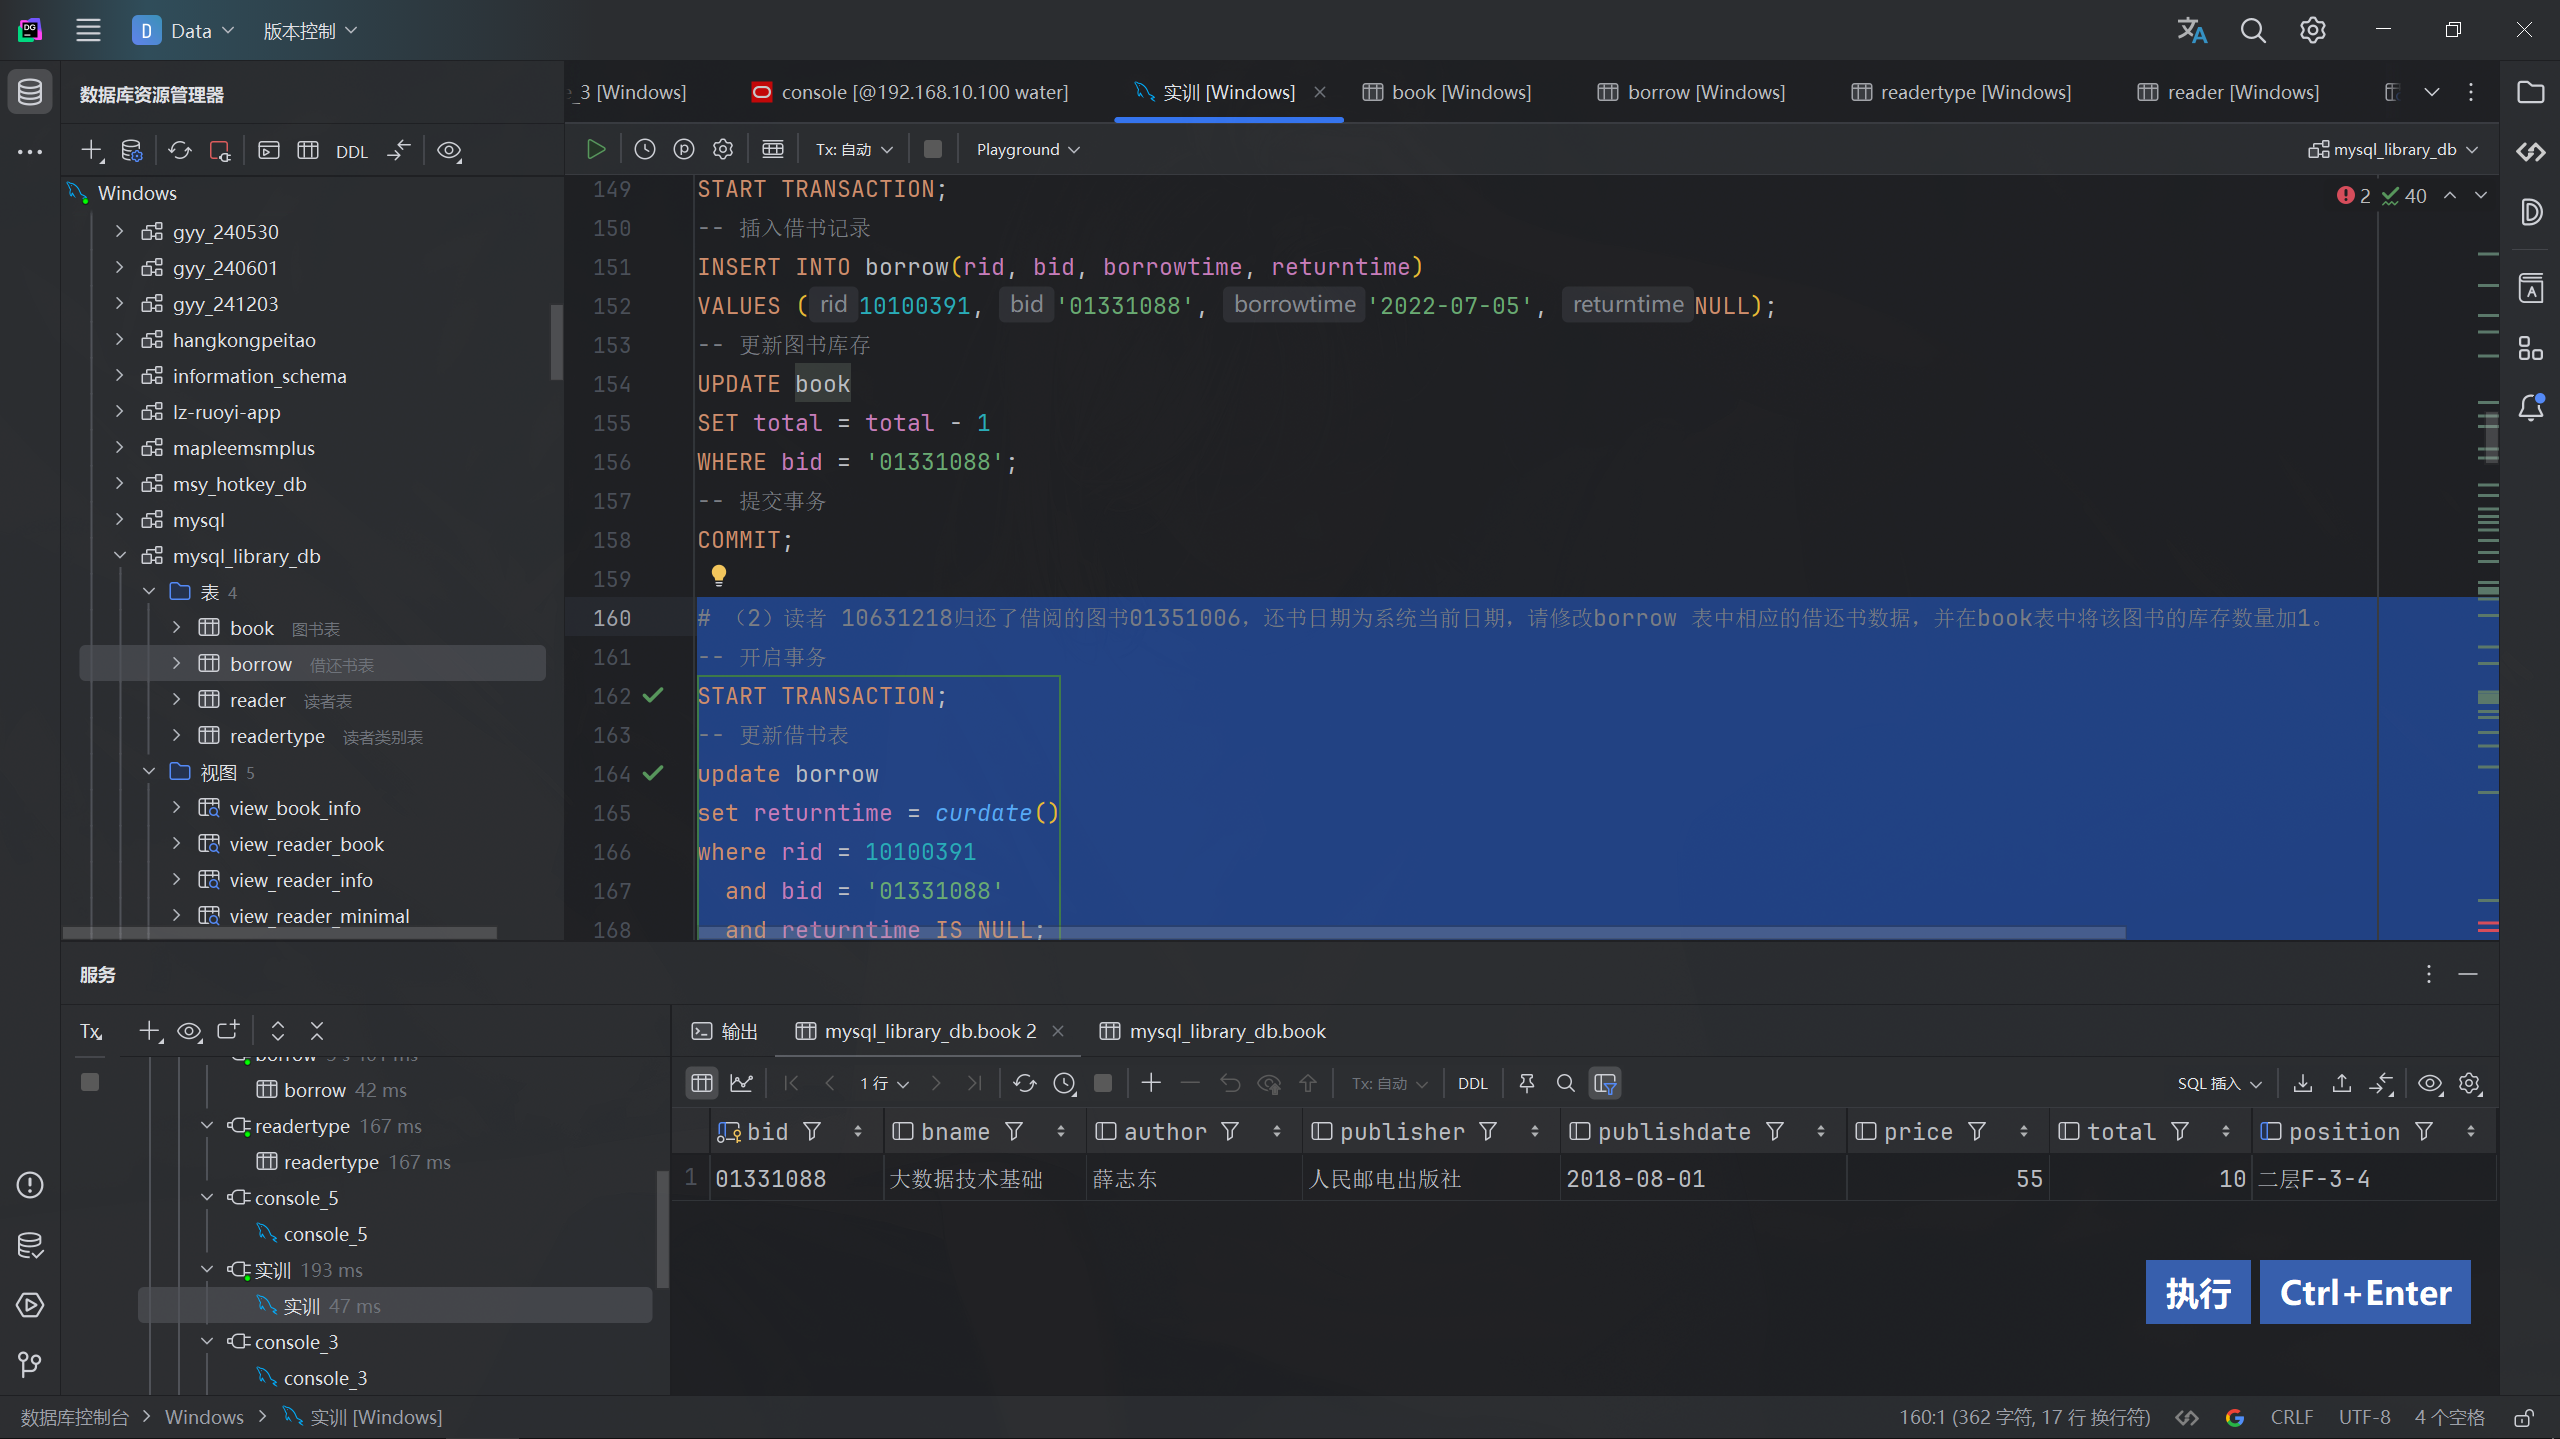 D Data 版本控制
数据库资源管理器
DDL
Windows
gyy_240530
gyy_240601
gyy_241203
hangkongpeitao
information_schema
lz-ruoyi-app
mapleemsmplus
msy_hotkey_db
mysql
mysql_library_db
表 4
book 图书表
borrow 借还书表
reader 读者表
readertype 读者类别表
视图 5
view_book_info
view_reader_book
view_reader_info
view_reader_minimal
_3 [Windows] console [@192.168.10.100 water] 实训 [Windows] book [Windows] borrow [Windows] readertype [Windows] reader [Windows]
Tx: 自动 Playground mysql_library_db
2 40
149 START TRANSACTION;
150 -- 插入借书记录
151 INSERT INTO borrow(rid, bid, borrowtime, returntime)
152 VALUES ( rid 10100391, bid '01331088', borrowtime '2022-07-05', returntime NULL);
153 -- 更新图书库存
154 UPDATE book
155 SET total = total - 1
156 WHERE bid = '01331088';
157 -- 提交事务
158 COMMIT;
159
160 # （2）读者 10631218归还了借阅的图书01351006，还书日期为系统当前日期，请修改borrow 表中相应的借还书数据，并在book表中将该图书的库存数量加1。
161 -- 开启事务
162 START TRANSACTION;
163 -- 更新借书表
164 update borrow
165 set returntime = curdate()
166 where rid = 10100391
167 and bid = '01331088'
168 and returntime IS NULL;
服务
Tx
borrow 42 ms
readertype 167 ms
readertype 167 ms
console_5
console_5
实训 193 ms
实训 47 ms
console_3
console_3
输出 mysql_library_db.book 2 mysql_library_db.book
1 行 Tx: 自动 DDL SQL 插入
bid bname author publisher publishdate price total position
1 01331088 大数据技术基础 薛志东 人民邮电出版社 2018-08-01 55 10 二层F-3-4
执行 Ctrl+Enter
数据库控制台 > Windows > 实训 [Windows]
160:1 (362 字符, 17 行 换行符) CRLF UTF-8 4 个空格